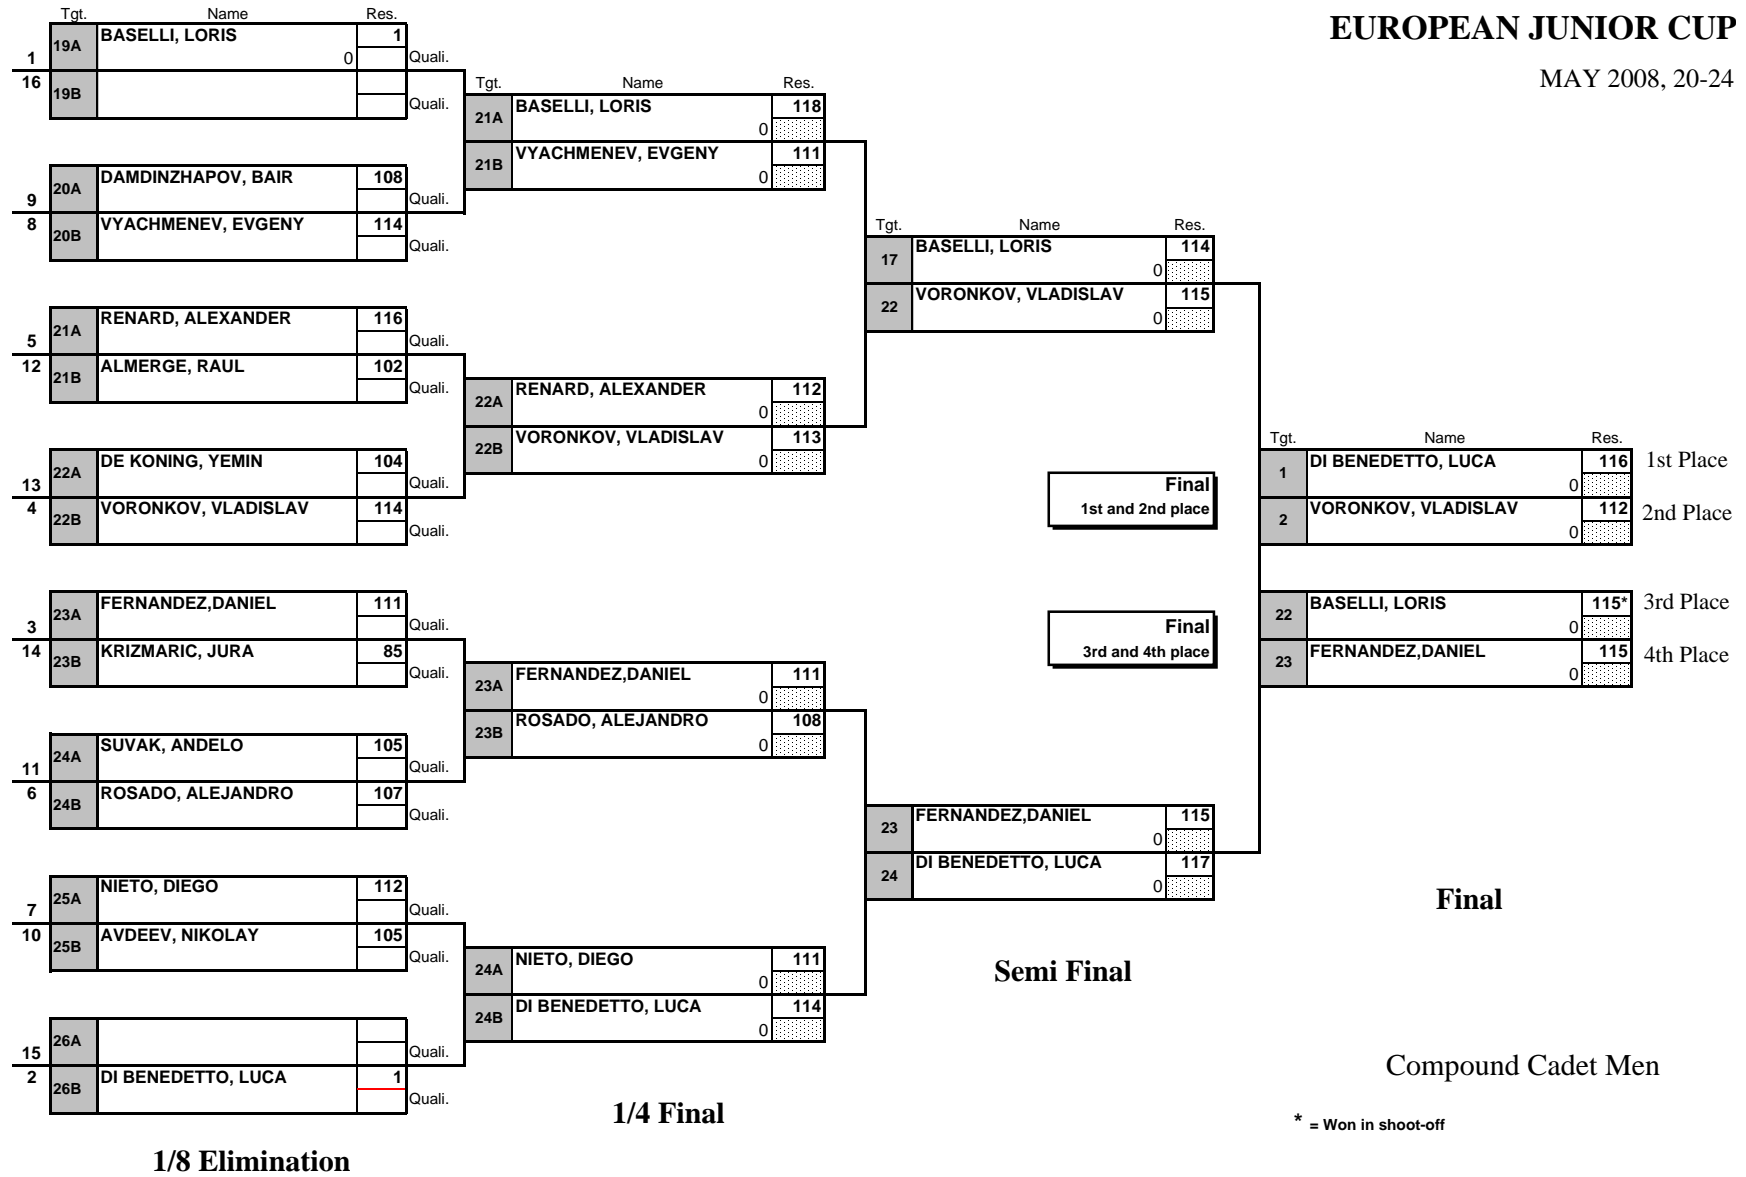 EUROPEAN JUNIOR CUP
MAY 2008, 20-24
Tgt. Name Res.
1 19A BASELLI, LORIS 1
0 Quali.
16 19B
Quali.
9 20A DAMDINZHAPOV, BAIR 108
Quali.
8 20B VYACHMENEV, EVGENY 114
Quali.
5 21A RENARD, ALEXANDER 116
Quali.
12 21B ALMERGE, RAUL 102
Quali.
13 22A DE KONING, YEMIN 104
Quali.
4 22B VORONKOV, VLADISLAV 114
Quali.
3 23A FERNANDEZ,DANIEL 111
Quali.
14 23B KRIZMARIC, JURA 85
Quali.
11 24A SUVAK, ANDELO 105
Quali.
6 24B ROSADO, ALEJANDRO 107
Quali.
7 25A NIETO, DIEGO 112
Quali.
10 25B AVDEEV, NIKOLAY 105
Quali.
15 26A
Quali.
2 26B DI BENEDETTO, LUCA 1
Quali.
1/8 Elimination
Tgt. Name Res.
21A BASELLI, LORIS 118
0
21B VYACHMENEV, EVGENY 111
0
22A RENARD, ALEXANDER 112
0
22B VORONKOV, VLADISLAV 113
0
23A FERNANDEZ,DANIEL 111
0
23B ROSADO, ALEJANDRO 108
0
24A NIETO, DIEGO 111
0
24B DI BENEDETTO, LUCA 114
0
1/4 Final
Tgt. Name Res.
17 BASELLI, LORIS 114
0
22 VORONKOV, VLADISLAV 115
0
23 FERNANDEZ,DANIEL 115
0
24 DI BENEDETTO, LUCA 117
0
Semi Final
Final
1st and 2nd place
Final
3rd and 4th place
Tgt. Name Res.
1 DI BENEDETTO, LUCA 116 1st Place
0
2 VORONKOV, VLADISLAV 112 2nd Place
0
22 BASELLI, LORIS 115* 3rd Place
0
23 FERNANDEZ,DANIEL 115 4th Place
0
Final
Compound Cadet Men
* = Won in shoot-off